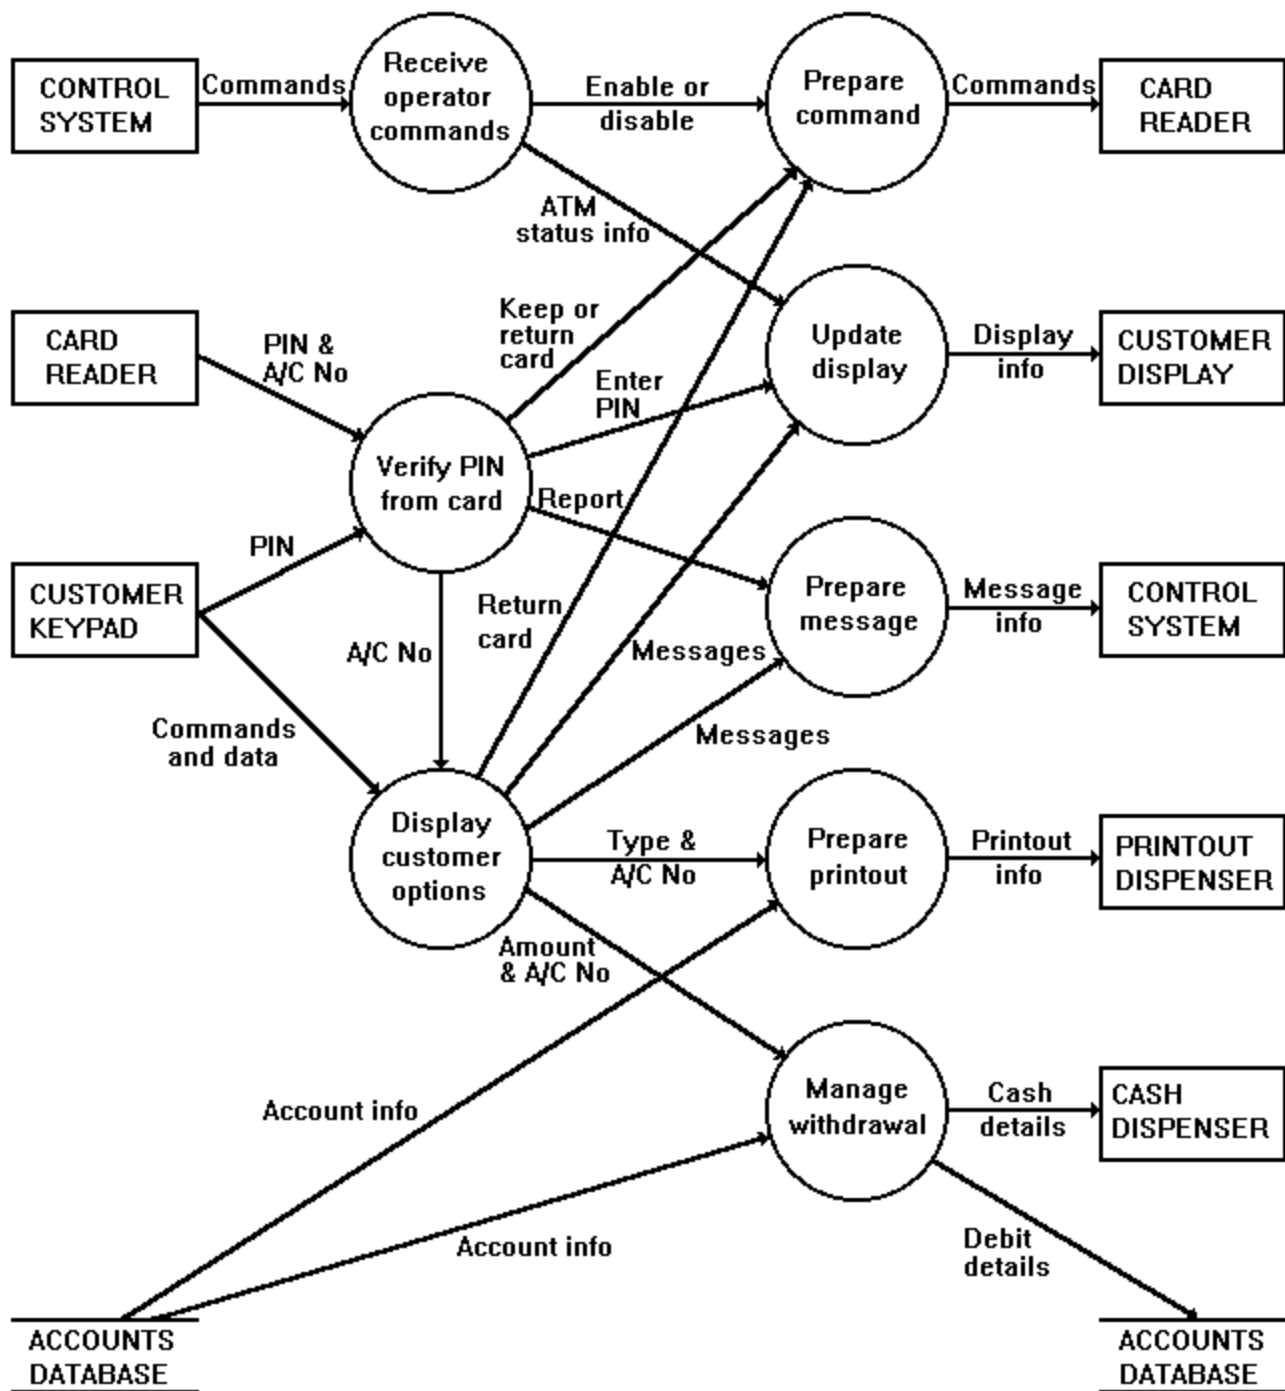 CONTROL
SYSTEM
Commands
Receive
operator
commands
Enable or
disable
Prepare
command
Commands
CARD
READER
ATM
status info
CARD
READER
PIN &
A/C No
Keep or
return
card
Enter
PIN
Update
display
Display
info
CUSTOMER
DISPLAY
Verify PIN
from card
Report
CUSTOMER
KEYPAD
PIN
A/C No
Return
card
Prepare
message
Message
info
CONTROL
SYSTEM
Messages
Messages
Commands
and data
Display
customer
options
Type &
A/C No
Prepare
printout
Printout
info
PRINTOUT
DISPENSER
Amount
& A/C No
Account info
Manage
withdrawal
Cash
details
CASH
DISPENSER
Account info
Debit
details
ACCOUNTS
DATABASE
ACCOUNTS
DATABASE